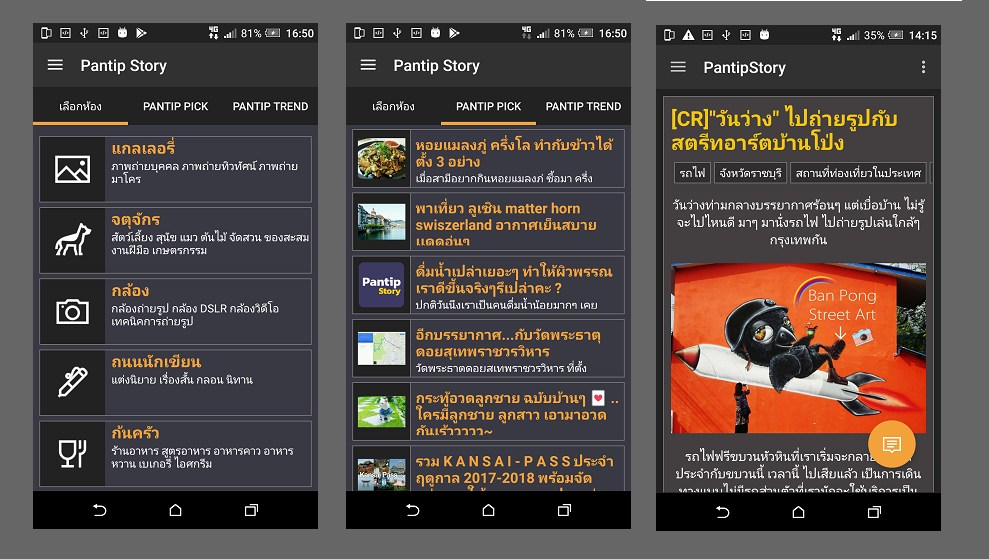 81% 16:50
Pantip Story
เลือกห้อง PANTIP PICK PANTIP TREND
แกลเลอรี่
ภาพถ่ายบุคคล ภาพถ่ายทิวทัศน์ ภาพถ่าย
มาโคร
จตุจักร
สัตว์เลี้ยง สุนัข แมว ต้นไม้ จัดสวน ของสะสม
งานฝีมือ เกษตรกรรม
กล้อง
กล้องถ่ายรูป กล้อง DSLR กล้องวิดีโอ
เทคนิคการถ่ายรูป
ถนนนักเขียน
แต่งนิยาย เรื่องสั้น กลอน นิทาน
ก้นครัว
ร้านอาหาร สูตรอาหาร อาหารคาว อาหาร
หวาน เบเกอรี่ ไอศกรีม
4G 81% 16:50
Pantip Story
เลือกห้อง PANTIP PICK PANTIP TREND
หอยแมลงภู่ ครึ่งโล ทำกับข้าวได้
ตั้ง 3 อย่าง
เมื่อสามีอยากกินหอยแมลงภู่ ซื้อมา ครึ่ง
พาเที่ยว ลูเซิน matter horn
swiszerland อากาศเย็นสบาย
แดดอุ่นๆ
Pantip
Story
ดื่มน้ำเปล่าเยอะๆ ทำให้ผิวพรรณ
เราดีขึ้นจริงๆรึเปล่าคะ ?
ปกติวันนึงเราเป็นคนดื่มน้ำน้อยมากๆ เคย
อีกบรรยากาศ...กับวัดพระธาตุ
ดอยสุเทพราชวรวิหาร
วัดพระธาตุดอยสุเทพราชวรวิหาร ที่ตั้ง
กระทู้อวดลูกชาย ฉบับบ้านๆ 💌 ..
ใครมีลูกชาย ลูกสาว เอามาอวด
กันเร้วววว~
รวม K A N S A I - P A S S ประจำ
ฤดูกาล 2017-2018 พร้อมจัด
4G 35% 14:15
PantipStory
[CR]"วันว่าง" ไปถ่ายรูปกับ
สตรีทอาร์ตบ้านโป่ง
รถไฟ จังหวัดราชบุรี สถานที่ท่องเที่ยวในประเทศ
วันว่างท่ามกลางบรรยากาศร้อนๆ แต่เบื่อบ้าน ไม่รู้
จะไปไหนดี มาๆ มานั่งรถไฟ ไปถ่ายรูปเล่นใกล้ๆ
กรุงเทพกัน
Ban Pong
Street Art
รถไฟฟรีขบวนหัวหินที่เราเริ่มจะกลาย
ประจำกับขบวนนี้ เวลานี้ ไปเสียแล้ว เป็นการเดิน